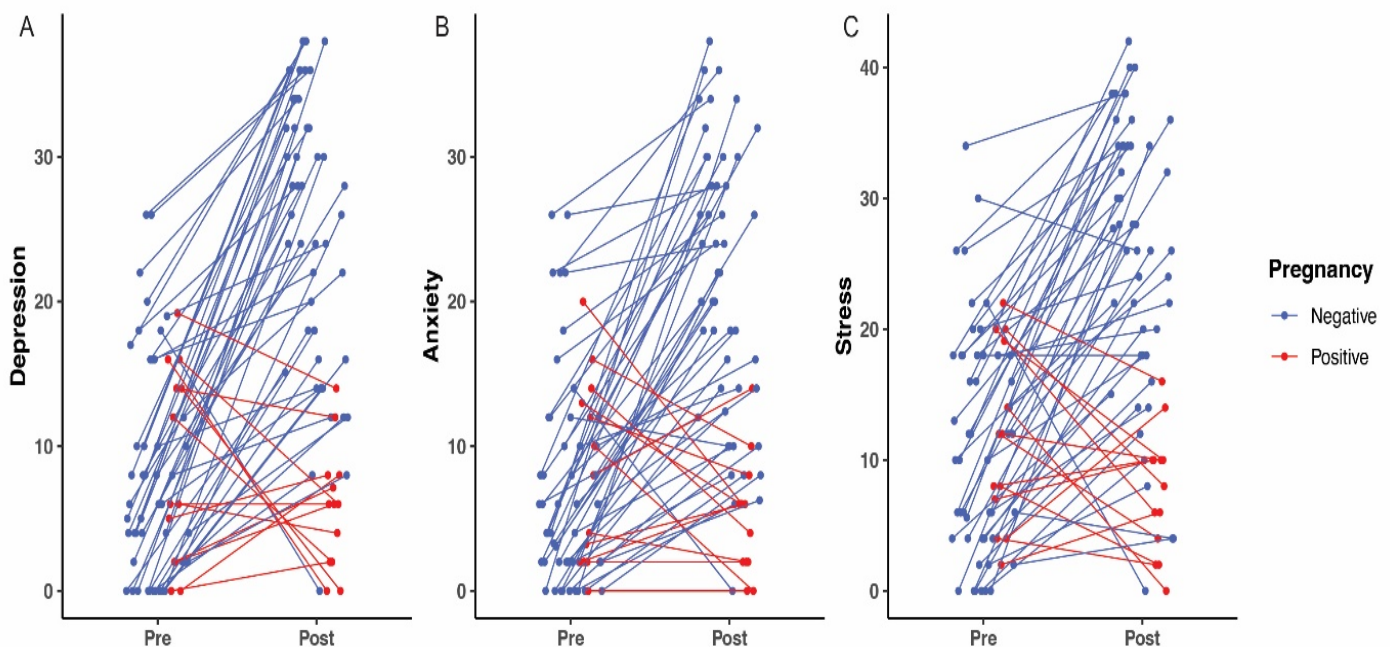 A
Depression
30
20
10
0
Pre
Post
B
Anxiety
30
20
10
0
Pre
Post
C
Stress
40
30
20
10
0
Pre
Post
Pregnancy
Negative
Positive